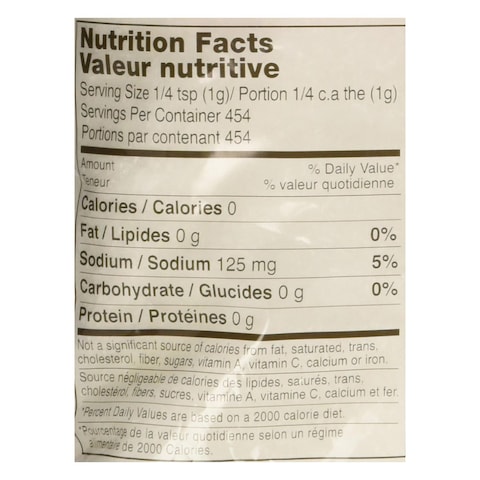 Nutrition Facts
Valeur nutritive
Serving Size 1/4 tsp (1g)/ Portion 1/4 c.a the (1g)
Servings Per Container 454
Portions par contenant 454
Amount % Daily Value*
Teneur % valeur quotidienne
Calories / Calories 0
Fat / Lipides 0 g 0%
Sodium / Sodium 125 mg 5%
Carbohydrate / Glucides 0 g 0%
Protein / Protéines 0 g
Not a significant source of calories from fat, saturated, trans,
cholesterol, fiber, sugars, vitamin A, vitamin C, calcium or iron.
Source négligeable de calories des lipides, saturés, trans,
cholestérol, fibers, sucres, vitamine A, vitamine C, calcium et fer.
*Percent Daily Values are based on a 2000 calorie diet.
*Pourcentage de la valeur quotidienne selon un régime
alimentaire de 2000 Calories.